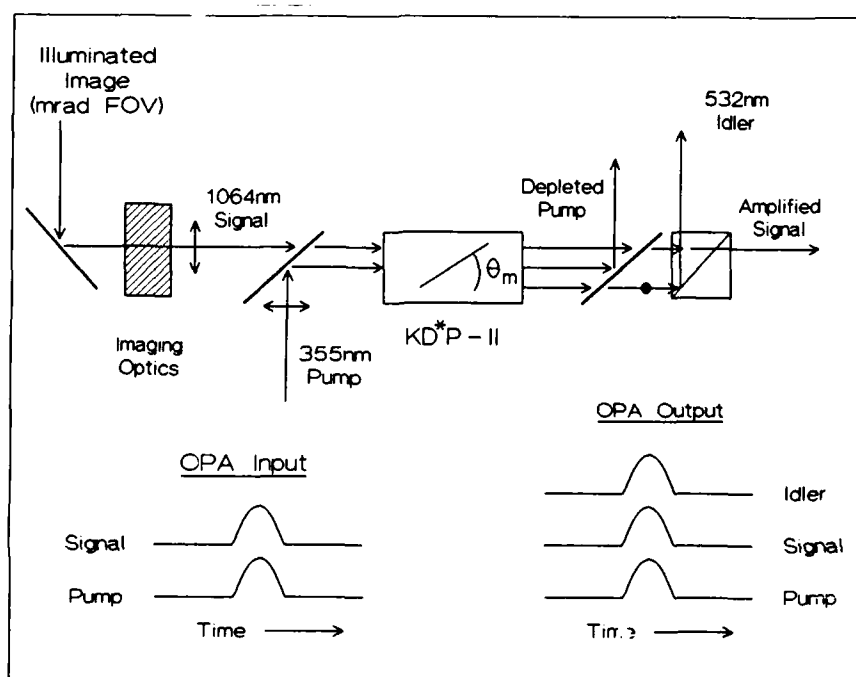 Illuminated
Image
(mrad FOV)
1064nm
Signal
Imaging
Optics
355nm
Pump
θm
KD*P-II
Depleted
Pump
532nm
Idler
Amplified
Signal
OPA Input
Signal
Pump
Time
OPA Output
Idler
Signal
Pump
Time